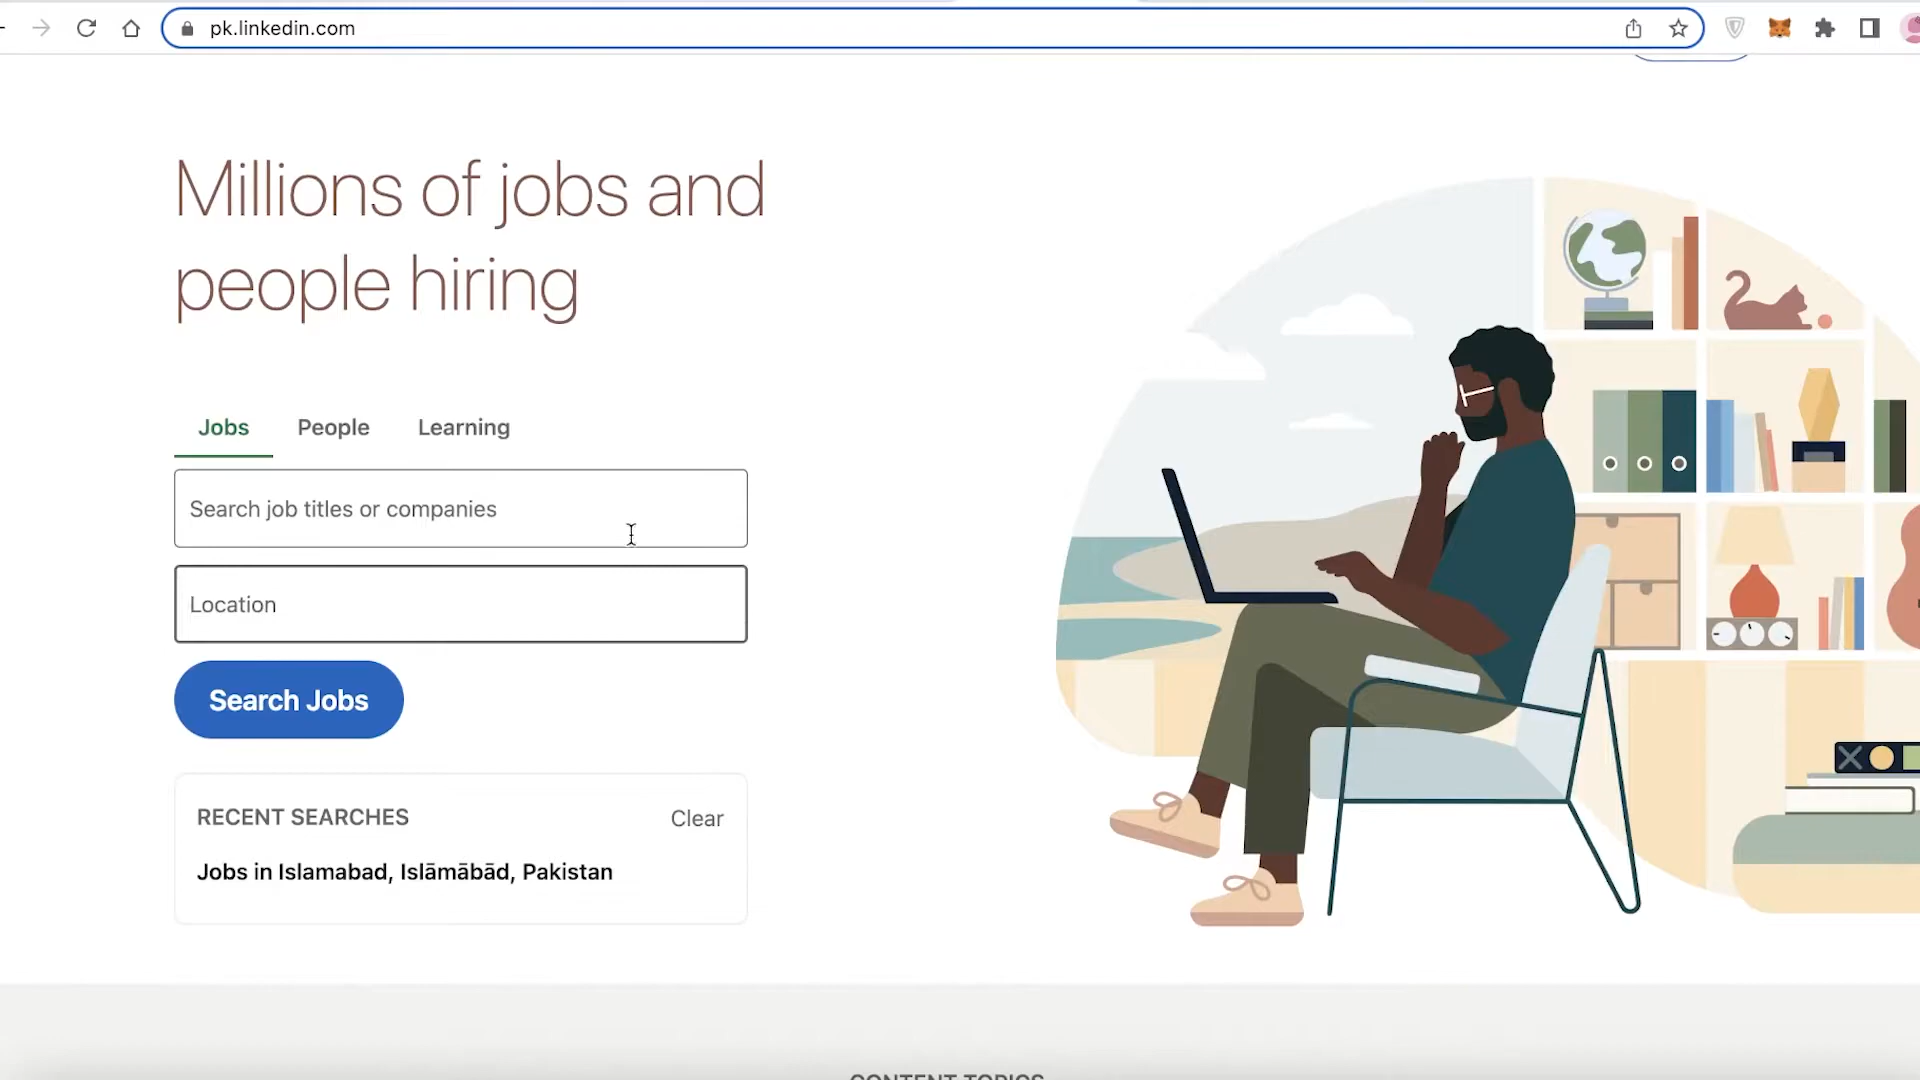 pk.linkedin.com
Millions of jobs and
people hiring
Jobs People Learning
Search job titles or companies
Location
Search Jobs
RECENT SEARCHES Clear
Jobs in Islamabad, Islāmābād, Pakistan
CONTENT TOPICS